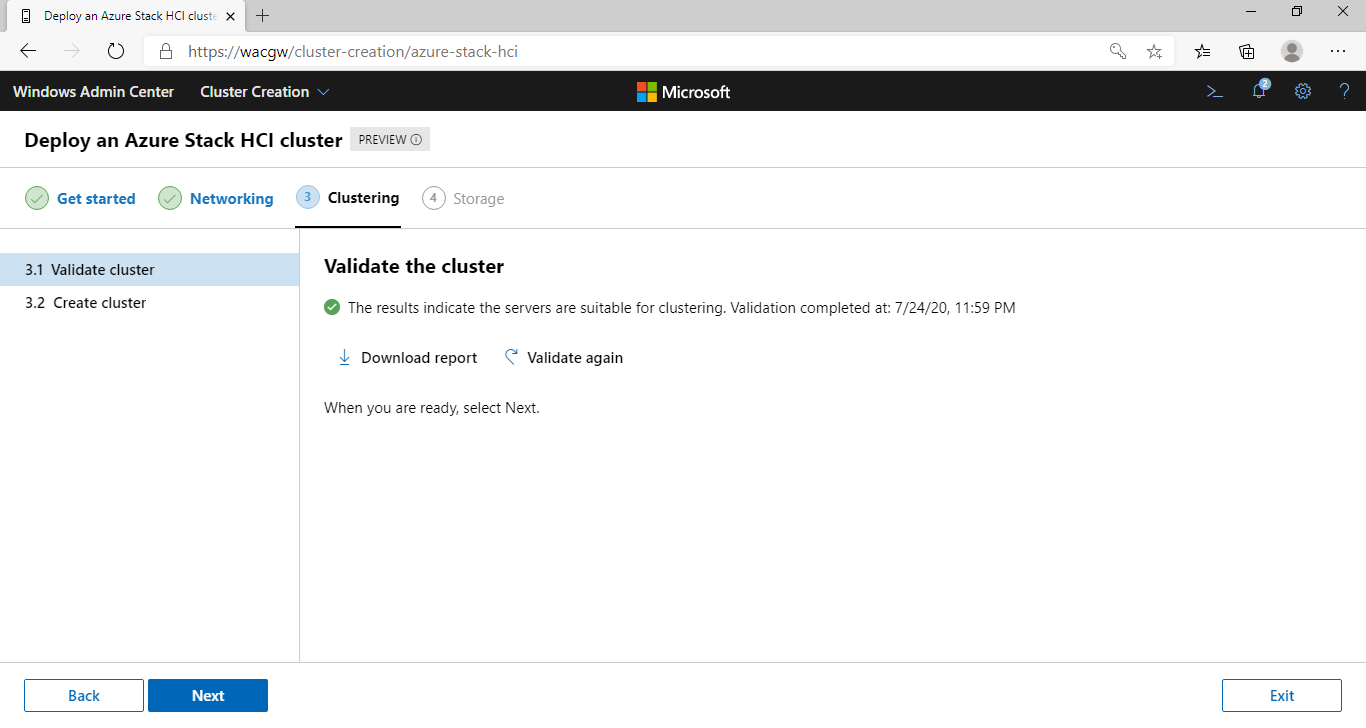 Deploy an Azure Stack HCI cluste
https://wacgw/cluster-creation/azure-stack-hci
Windows Admin Center Cluster Creation Microsoft 2 ?
Deploy an Azure Stack HCI cluster PREVIEW
Get started Networking 3 Clustering 4 Storage
3.1 Validate cluster
3.2 Create cluster
Validate the cluster
The results indicate the servers are suitable for clustering. Validation completed at: 7/24/20, 11:59 PM
Download report Validate again
When you are ready, select Next.
Back Next Exit